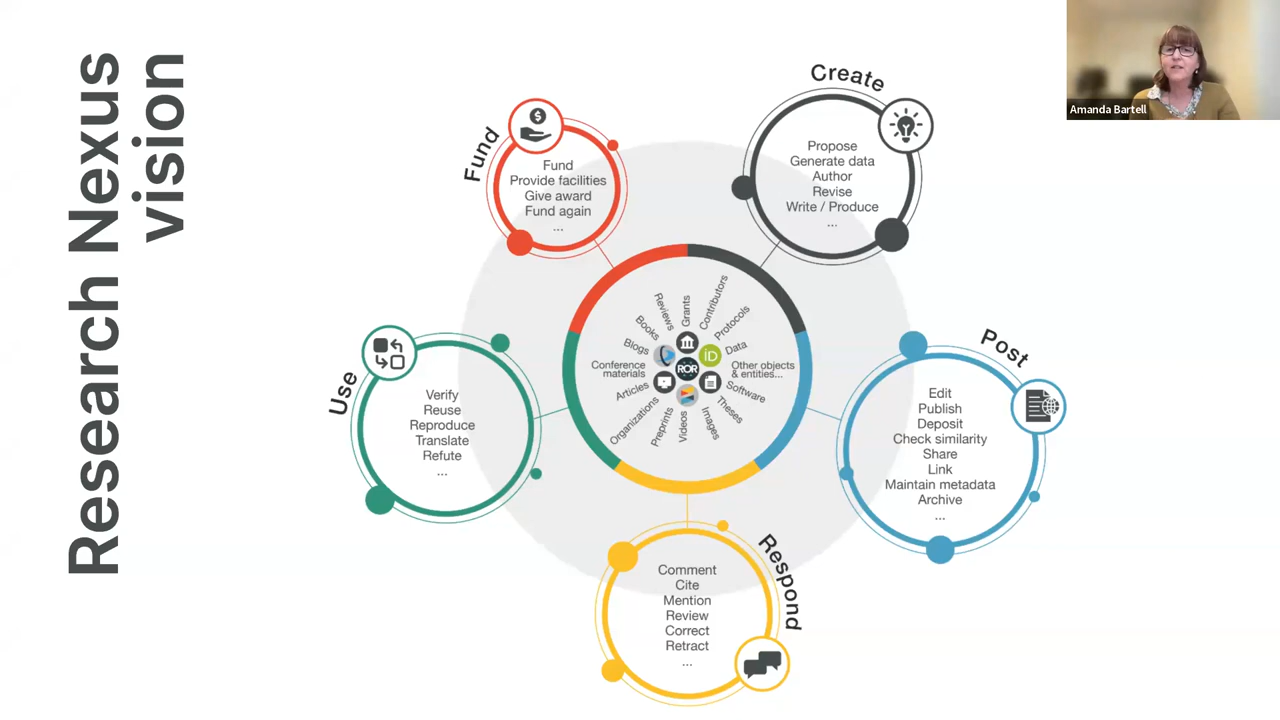 Research Nexus
vision
Amanda Bartell
Fund
Fund
Provide facilities
Give award
Fund again
...
Create
Propose
Generate data
Author
Revise
Write / Produce
...
Post
Edit
Publish
Deposit
Check similarity
Share
Link
Maintain metadata
Archive
...
Respond
Comment
Cite
Mention
Review
Correct
Retract
...
Use
Verify
Reuse
Reproduce
Translate
Refute
...
Grants
Contributors
Protocols
Data
Other objects
& entities...
Software
Theses
Images
Videos
Preprints
Organizations
Articles
Conference
materials
Blogs
Books
Reviews
iD
ROR
$